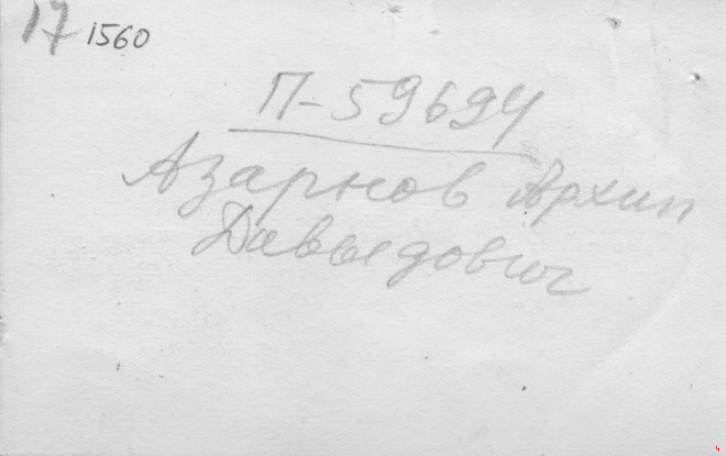 17 1560
П-59694
Азарнов Архип
Давыдович